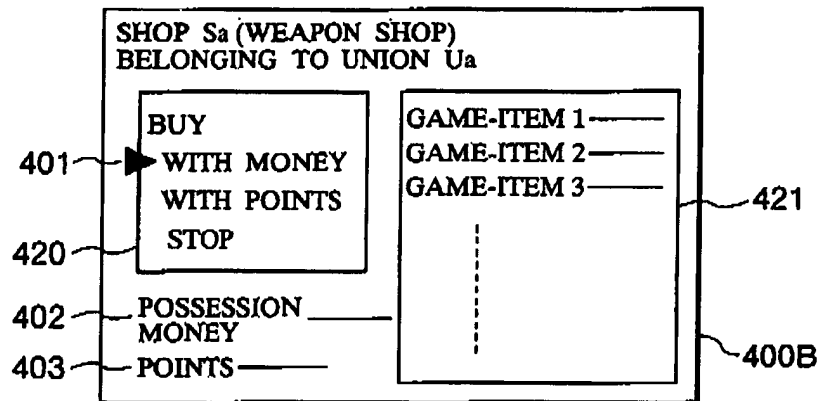 SHOP Sa (WEAPON SHOP)
BELONGING TO UNION Ua
BUY
WITH MONEY
WITH POINTS
STOP
GAME-ITEM 1
GAME-ITEM 2
GAME-ITEM 3
POSSESSION
MONEY
POINTS
401
420
402
403
421
400B